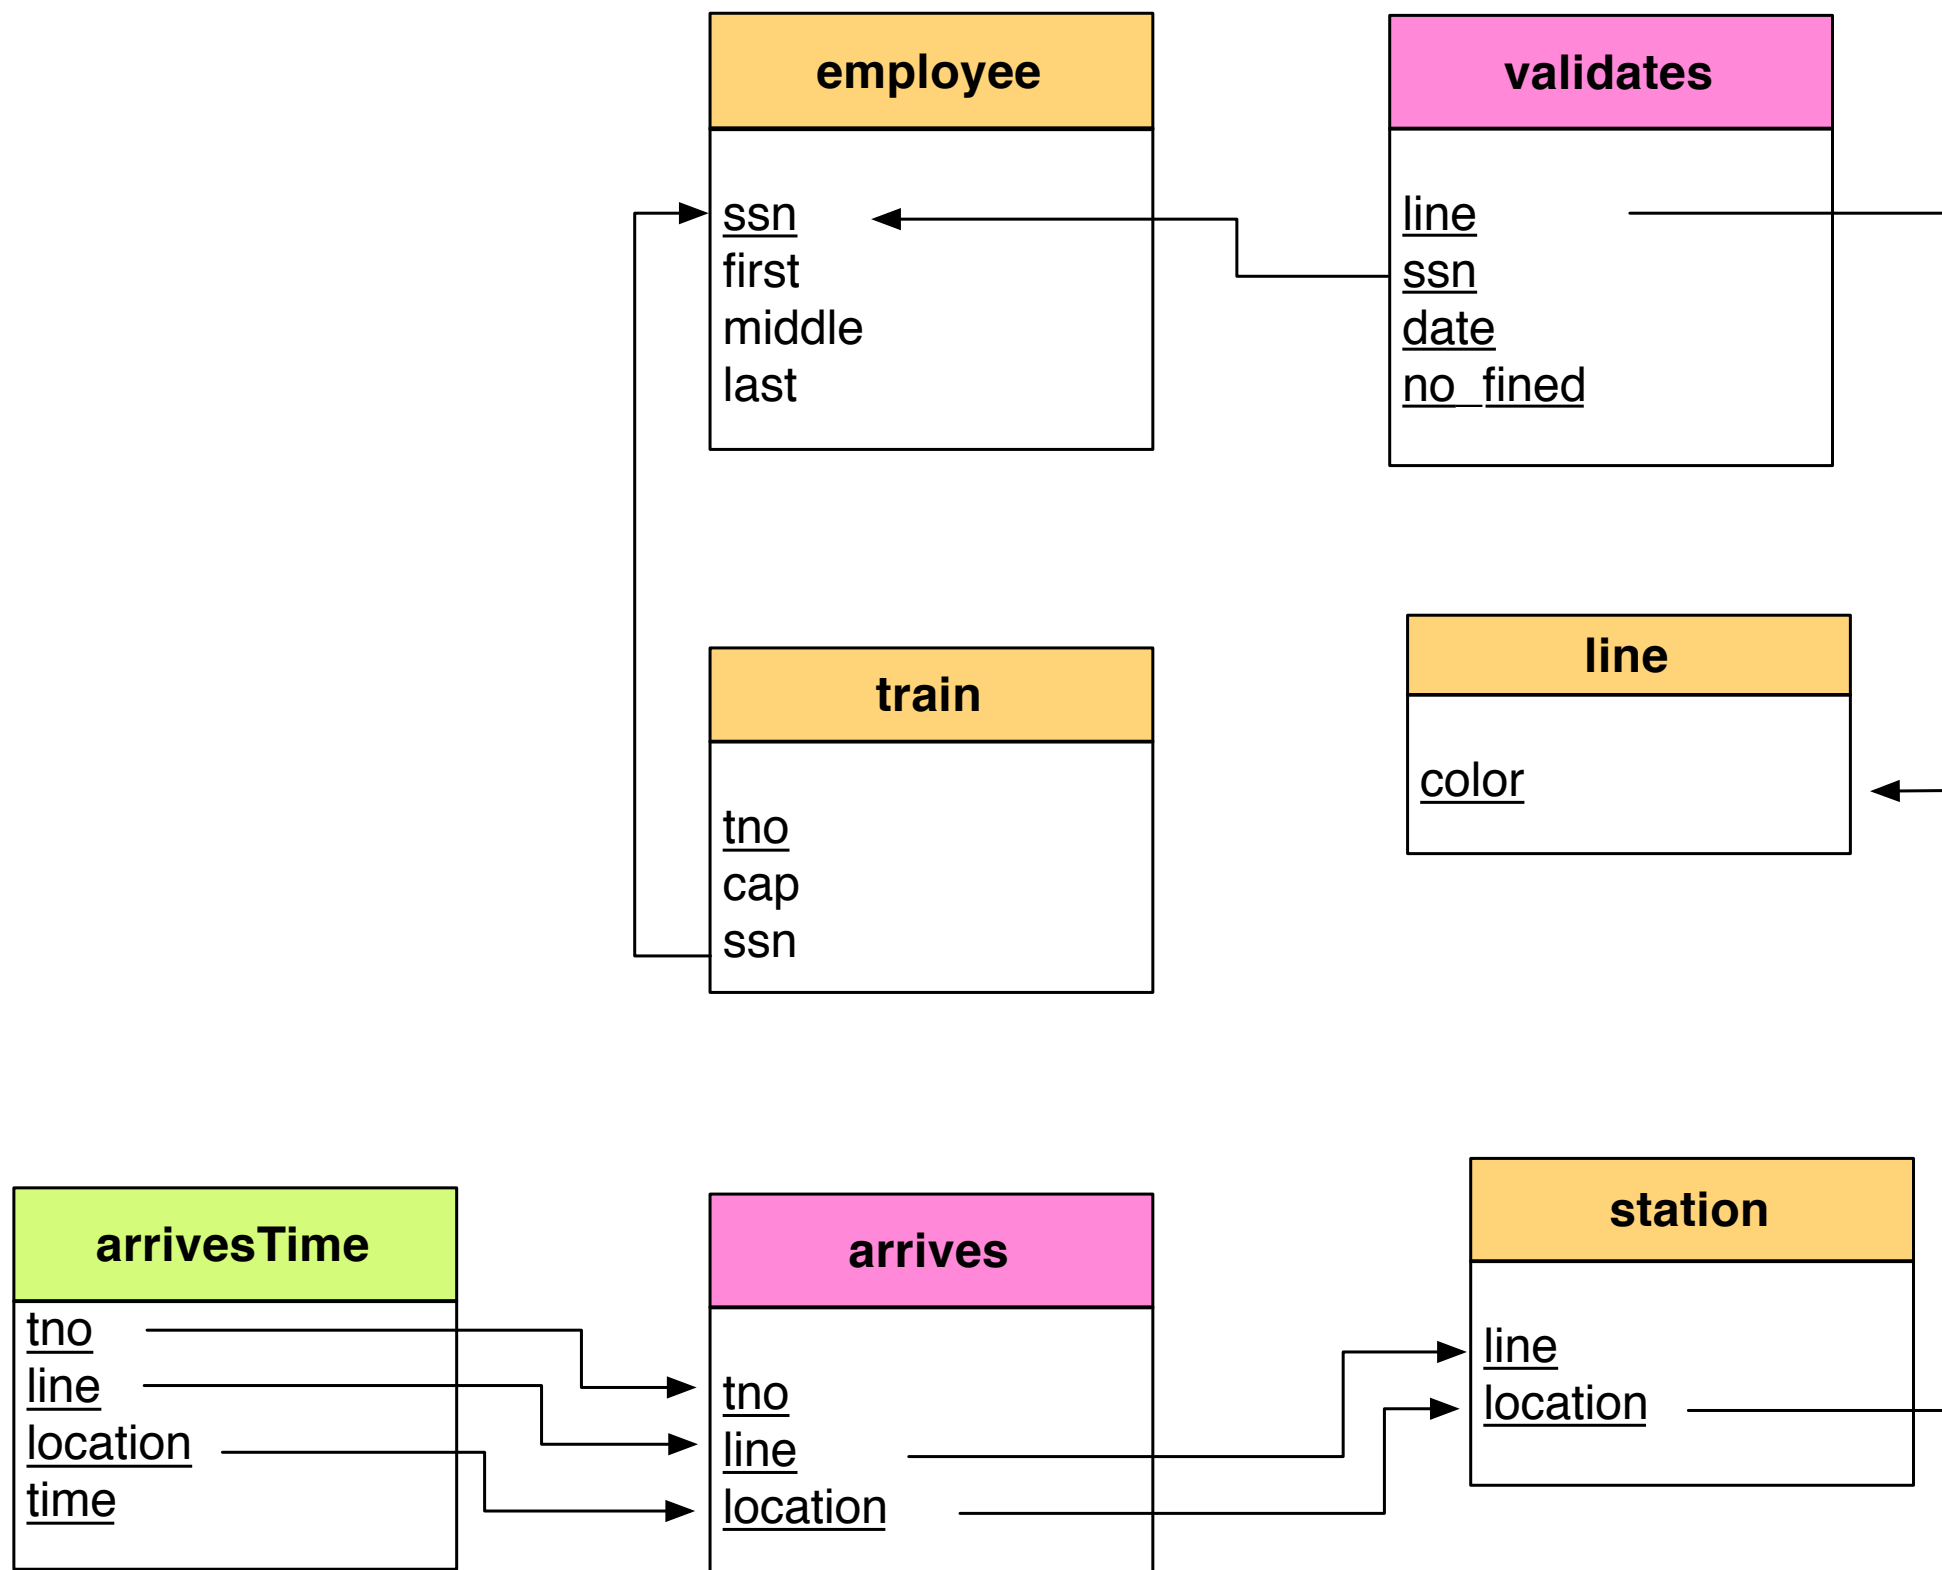 employee
ssn
first
middle
last
validates
line
ssn
date
no_fined
train
tno
cap
ssn
line
color
arrivesTime
tno
line
location
time
arrives
tno
line
location
station
line
location